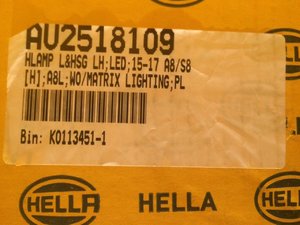 AU2518109
HLAMP L&HSG LH;LED;15-17 A8/S8
[H];A8L;WO/MATRIX LIGHTING;PL
Bin: K0113451-1
HELLA HELLA HELLA